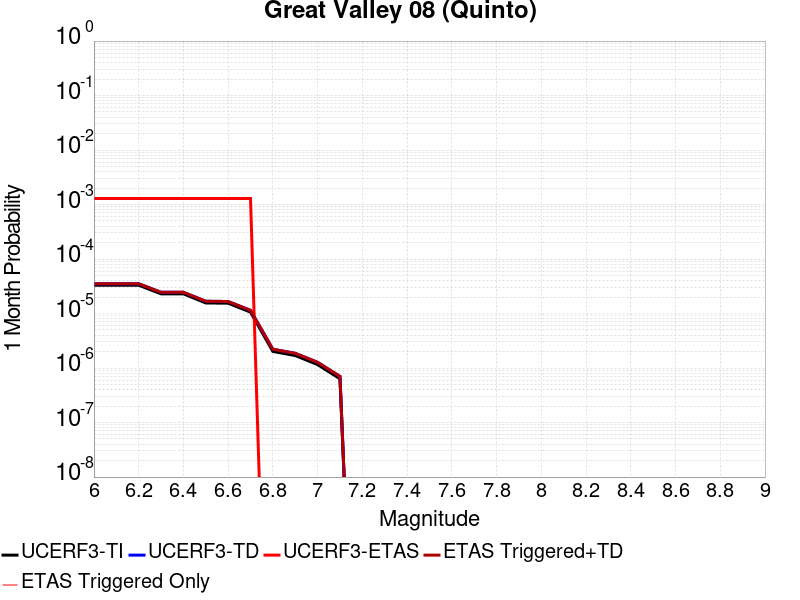 Great Valley 08 (Quinto)
10^0
10^-1
10^-2
10^-3
10^-4
10^-5
10^-6
10^-7
10^-8
1 Month Probability
6 6.2 6.4 6.6 6.8 7 7.2 7.4 7.6 7.8 8 8.2 8.4 8.6 8.8 9
Magnitude
UCERF3-TI UCERF3-TD UCERF3-ETAS ETAS Triggered+TD
ETAS Triggered Only